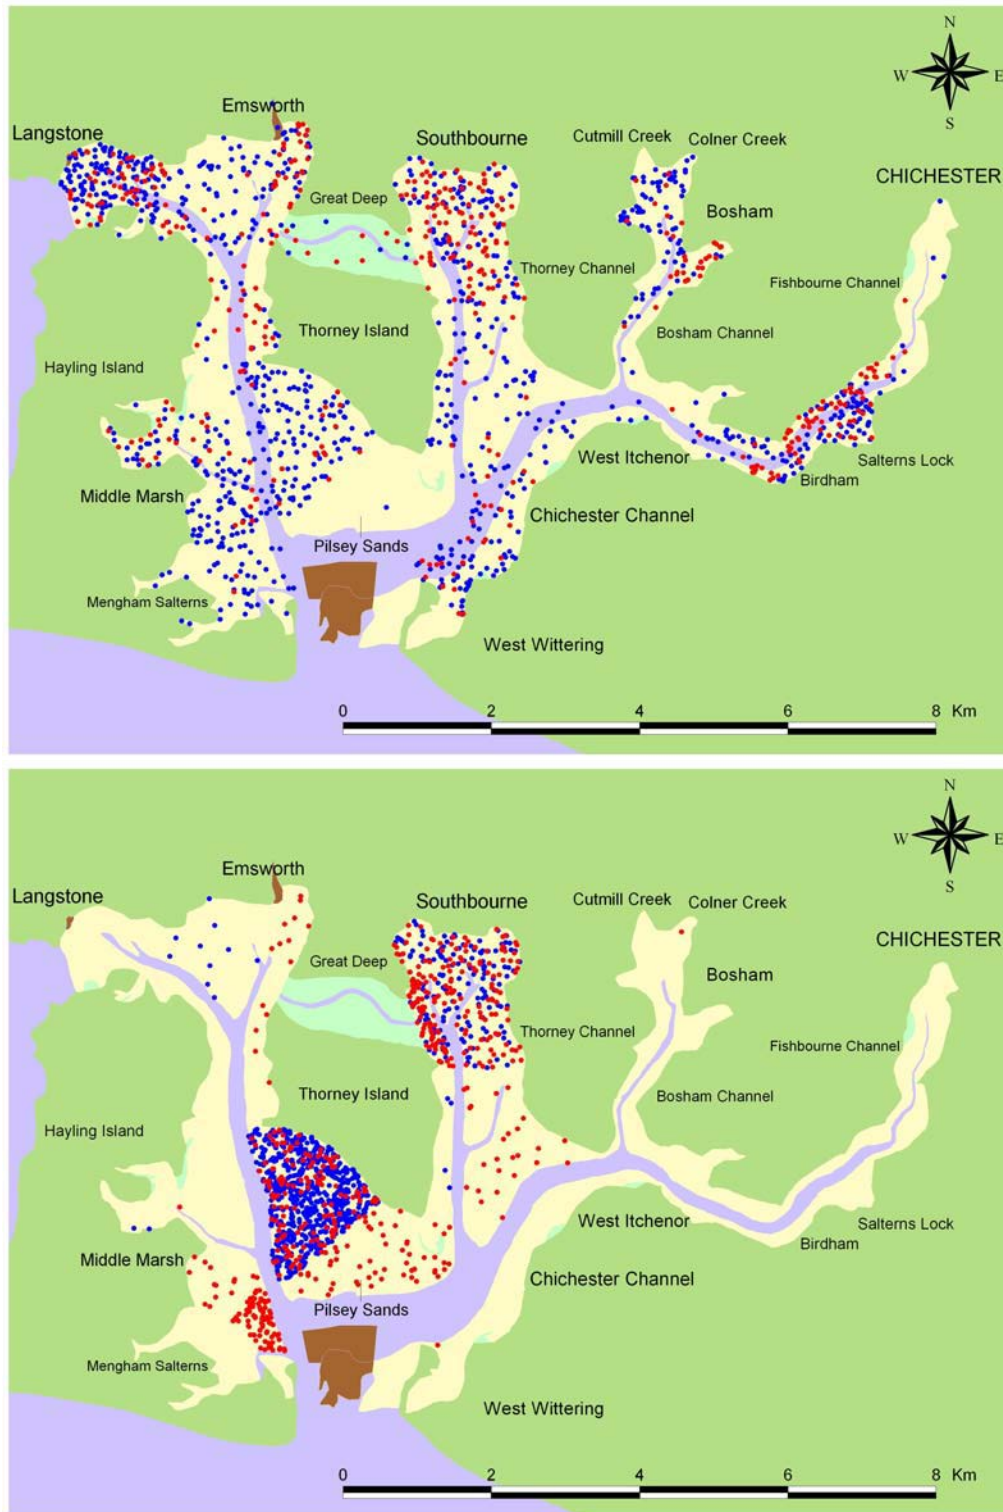 N
W E
S
Emsworth
Langstone
Southbourne
Cutmill Creek
Colner Creek
CHICHESTER
Great Deep
Bosham
Thorney Channel
Fishbourne Channel
Thorney Island
Bosham Channel
Hayling Island
West Itchenor
Salterns Lock
Birdham
Middle Marsh
Chichester Channel
Pilsey Sands
Mengham Salterns
West Wittering
0 2 4 6 8 Km
N
W E
S
Emsworth
Langstone
Southbourne
Cutmill Creek
Colner Creek
CHICHESTER
Great Deep
Bosham
Thorney Channel
Fishbourne Channel
Thorney Island
Bosham Channel
Hayling Island
West Itchenor
Salterns Lock
Birdham
Middle Marsh
Chichester Channel
Pilsey Sands
Mengham Salterns
West Wittering
0 2 4 6 8 Km